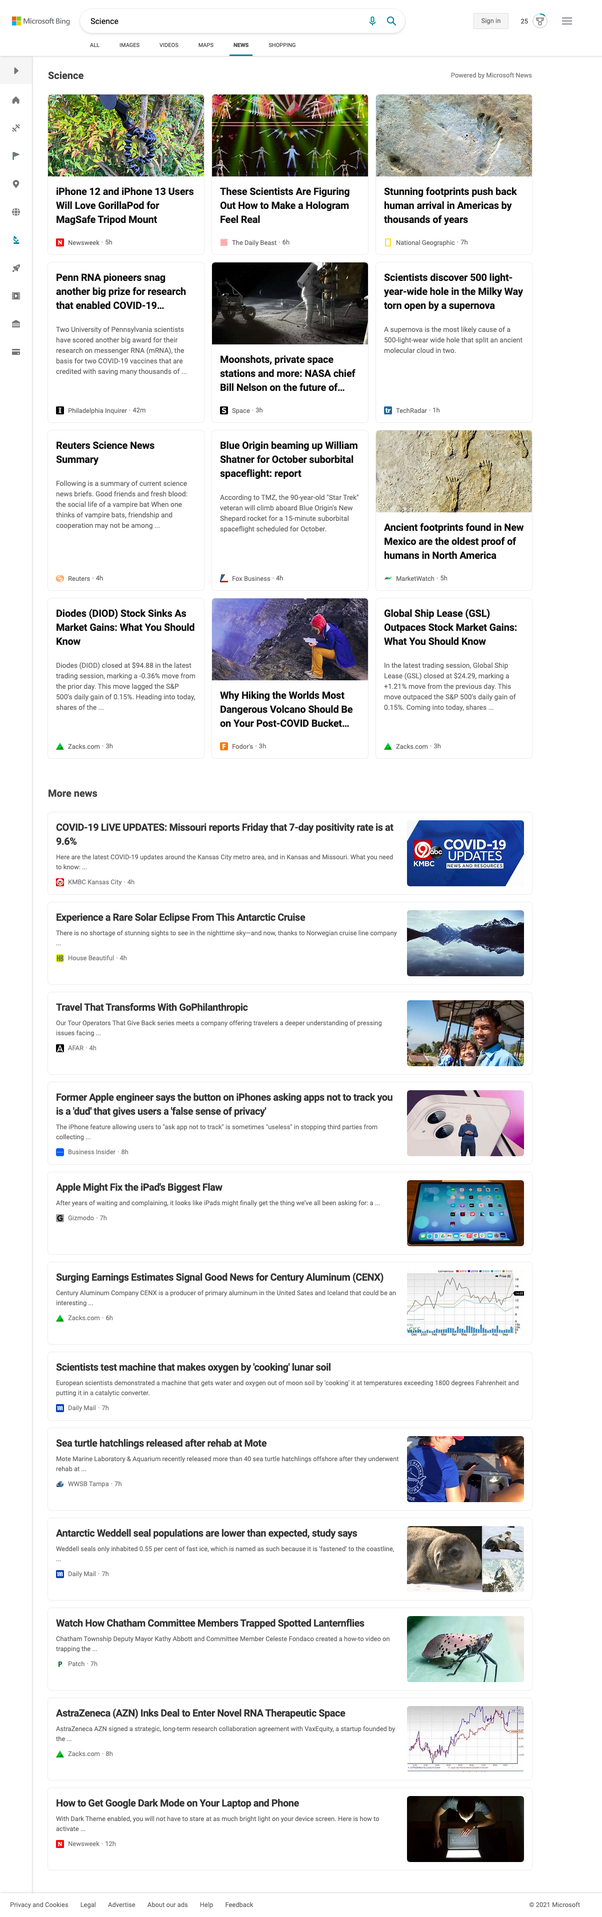 Microsoft Bing
Science
Sign in
25
ALL
IMAGES
VIDEOS
MAPS
NEWS
SHOPPING
Science
Powered by Microsoft News
iPhone 12 and iPhone 13 Users
Will Love GorillaPod for
MagSafe Tripod Mount
Newsweek · 5h
These Scientists Are Figuring
Out How to Make a Hologram
Feel Real
The Daily Beast · 6h
Stunning footprints push back
human arrival in Americas by
thousands of years
National Geographic · 7h
Penn RNA pioneers snag
another big prize for research
that enabled COVID-19...
Two University of Pennsylvania scientists
have scored another big award for their
research on messenger RNA (mRNA), the
basis for two COVID-19 vaccines that are
credited with saving many thousands of ...
Philadelphia Inquirer · 42m
Moonshots, private space
stations and more: NASA chief
Bill Nelson on the future of...
Space · 3h
Scientists discover 500 light-
year-wide hole in the Milky Way
torn open by a supernova
A supernova is the most likely cause of a
500-light-year wide hole that split an ancient
molecular cloud in two.
TechRadar · 1h
Reuters Science News
Summary
Following is a summary of current science
news briefs. Good friends and fresh blood:
the social life of a vampire bat When one
thinks of vampire bats, friendship and
cooperation may not be among ...
Reuters · 4h
Blue Origin beaming up William
Shatner for October suborbital
spaceflight: report
According to TMZ, the 90-year-old "Star Trek"
veteran will climb aboard Blue Origin's New
Shepard rocket for a 15-minute suborbital
spaceflight scheduled for October.
Fox Business · 4h
Ancient footprints found in New
Mexico are the oldest proof of
humans in North America
MarketWatch · 5h
Diodes (DIOD) Stock Sinks As
Market Gains: What You Should
Know
Diodes (DIOD) closed at $94.88 in the latest
trading session, marking a -0.36% move from
the prior day. This move lagged the S&P
500's daily gain of 0.15%. Heading into today,
shares of the ...
Zacks.com · 3h
Why Hiking the Worlds Most
Dangerous Volcano Should Be
on Your Post-COVID Bucket...
Fodor's · 3h
Global Ship Lease (GSL)
Outpaces Stock Market Gains:
What You Should Know
In the latest trading session, Global Ship
Lease (GSL) closed at $24.29, marking a
+1.21% move from the previous day. This
move outpaced the S&P 500's daily gain of
0.15%. Coming into today, shares ...
Zacks.com · 3h
More news
COVID-19 LIVE UPDATES: Missouri reports Friday that 7-day positivity rate is at
9.6%
Here are the latest COVID-19 updates around the Kansas City metro area, and in Kansas and Missouri. What you need
to know: ...
KMBC Kansas City · 4h
9 abc
KMBC
COVID-19
UPDATES
NEWS AND RESOURCES
Experience a Rare Solar Eclipse From This Antarctic Cruise
There is no shortage of stunning sights to see in the nighttime sky—and now, thanks to Norwegian cruise line company
...
House Beautiful · 4h
Travel That Transforms With GoPhilanthropic
Our Tour Operators That Give Back series meets a company offering travelers a deeper understanding of pressing
issues facing ...
AFAR · 4h
Former Apple engineer says the button on iPhones asking apps not to track you
is a 'dud' that gives users a 'false sense of privacy'
The iPhone feature allowing users to "ask app not to track" is sometimes "useless" in stopping third parties from
collecting ...
Business Insider · 8h
Apple Might Fix the iPad's Biggest Flaw
After years of waiting and complaining, it looks like iPads might finally get the thing we've all been asking for: a ...
Gizmodo · 7h
Surging Earnings Estimates Signal Good News for Century Aluminum (CENX)
Century Aluminum Company CENX is a producer of primary aluminum in the United Sates and Iceland that could be an
interesting ...
Zacks.com · 6h
Scientists test machine that makes oxygen by 'cooking' lunar soil
European scientists demonstrated a machine that gets water and oxygen out of moon soil by 'cooking' it at temperatures exceeding 1800 degrees Fahrenheit and
putting it in a catalytic converter.
Daily Mail · 7h
Sea turtle hatchlings released after rehab at Mote
Mote Marine Laboratory & Aquarium recently released more than 40 sea turtle hatchlings offshore after they underwent
rehab at ...
WWSB Tampa · 7h
Antarctic Weddell seal populations are lower than expected, study says
Weddell seals only inhabited 0.55 per cent of fast ice, which is named as such because it is 'fastened' to the coastline,
...
Daily Mail · 7h
Watch How Chatham Committee Members Trapped Spotted Lanternflies
Chatham Township Deputy Mayor Kathy Abbott and Committee Member Celeste Fondaco created a how-to video on
trapping the ...
Patch · 7h
AstraZeneca (AZN) Inks Deal to Enter Novel RNA Therapeutic Space
AstraZeneca AZN signed a strategic, long-term research collaboration agreement with VaxEquity, a startup founded by
the ...
Zacks.com · 8h
How to Get Google Dark Mode on Your Laptop and Phone
With Dark Theme enabled, you will not have to stare at as much bright light on your device screen. Here is how to
activate ...
Newsweek · 12h
Privacy and Cookies
Legal
Advertise
About our ads
Help
Feedback
© 2021 Microsoft